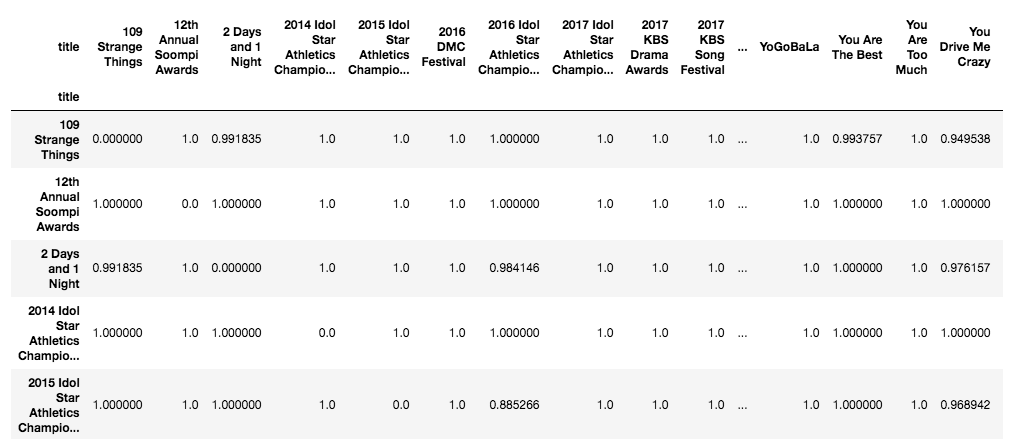 title 109 Strange Things 12th Annual Soompi Awards 2 Days and 1 Night 2014 Idol Star Athletics Champio... 2015 Idol Star Athletics Champio... 2016 DMC Festival 2016 Idol Star Athletics Champio... 2017 Idol Star Athletics Champio... 2017 KBS Drama Awards 2017 KBS Song Festival ... YoGoBaLa You Are The Best You Are Too Much You Drive Me Crazy
title
109 Strange Things 0.000000 1.0 0.991835 1.0 1.0 1.0 1.000000 1.0 1.0 1.0 ... 1.0 0.993757 1.0 0.949538
12th Annual Soompi Awards 1.000000 0.0 1.000000 1.0 1.0 1.0 1.000000 1.0 1.0 1.0 ... 1.0 1.000000 1.0 1.000000
2 Days and 1 Night 0.991835 1.0 0.000000 1.0 1.0 1.0 0.984146 1.0 1.0 1.0 ... 1.0 1.000000 1.0 0.976157
2014 Idol Star Athletics Champio... 1.000000 1.0 1.000000 0.0 1.0 1.0 1.000000 1.0 1.0 1.0 ... 1.0 1.000000 1.0 1.000000
2015 Idol Star Athletics Champio... 1.000000 1.0 1.000000 1.0 0.0 1.0 0.885266 1.0 1.0 1.0 ... 1.0 1.000000 1.0 0.968942